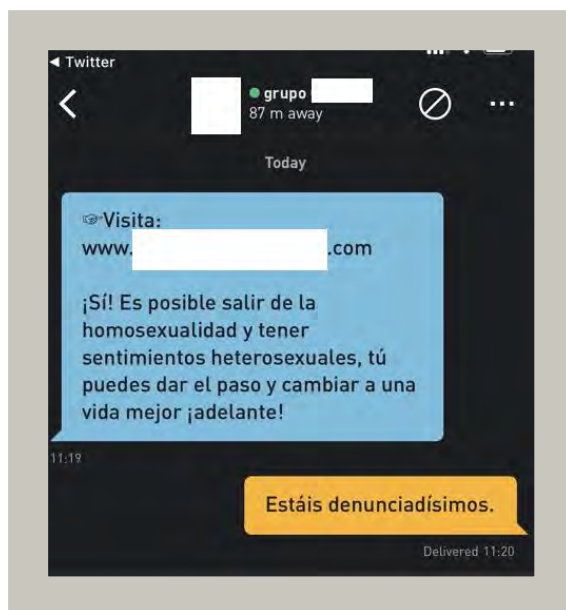 ◀ Twitter
grupo
87 m away
Today
☞Visita:
www. .com
¡Sí! Es posible salir de la
homosexualidad y tener
sentimientos heterosexuales, tú
puedes dar el paso y cambiar a una
vida mejor ¡adelante!
11:19
Estáis denunciadísimos.
Delivered 11:20